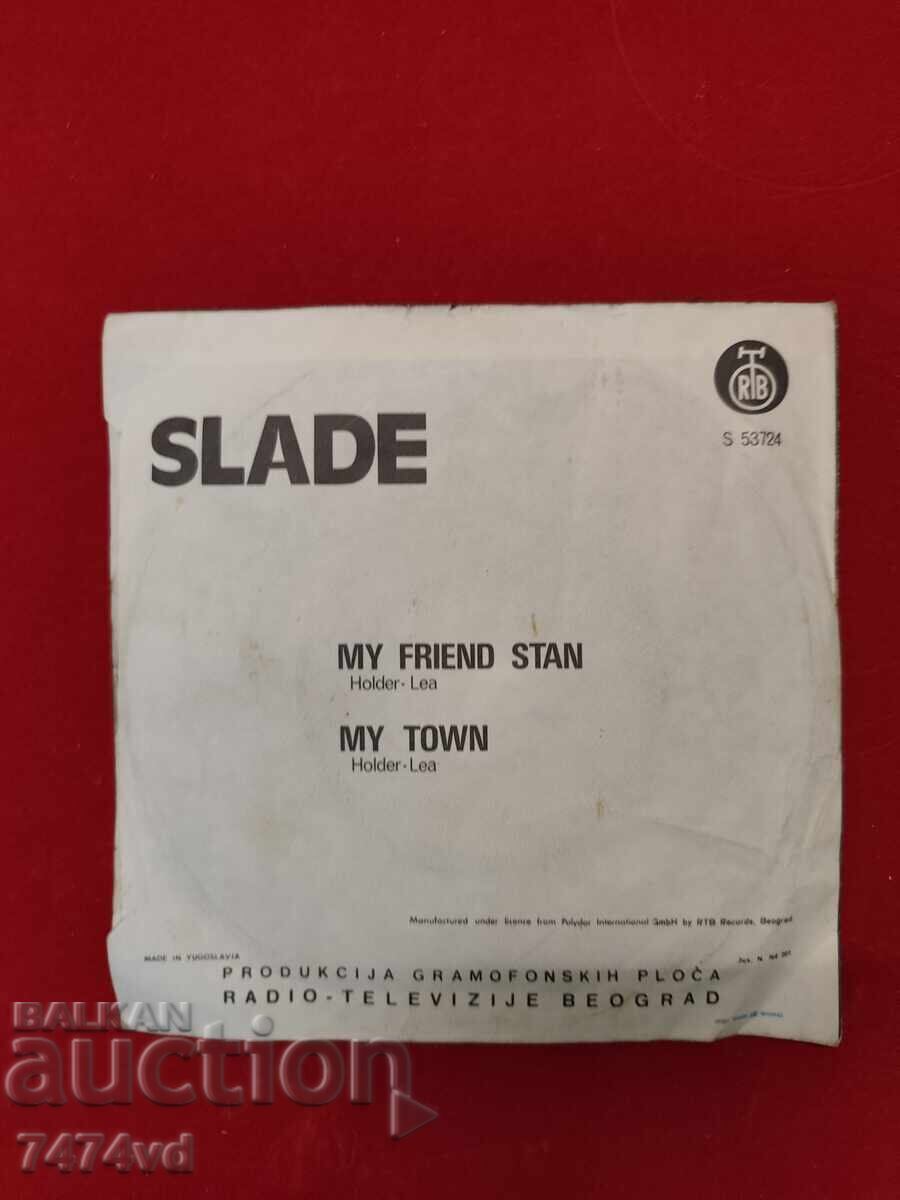 RTB
S 53724
SLADE
MY FRIEND STAN
Holder - Lea
MY TOWN
Holder - Lea
Manufactured under licence from Polydor International GmbH by RTB Records, Beograd
MADE IN YUGOSLAVIA
PRODUKCIJA GRAMOFONSKIH PLOČA
RADIO-TELEVIZIJE BEOGRAD
BALKAN
auction
7474vd